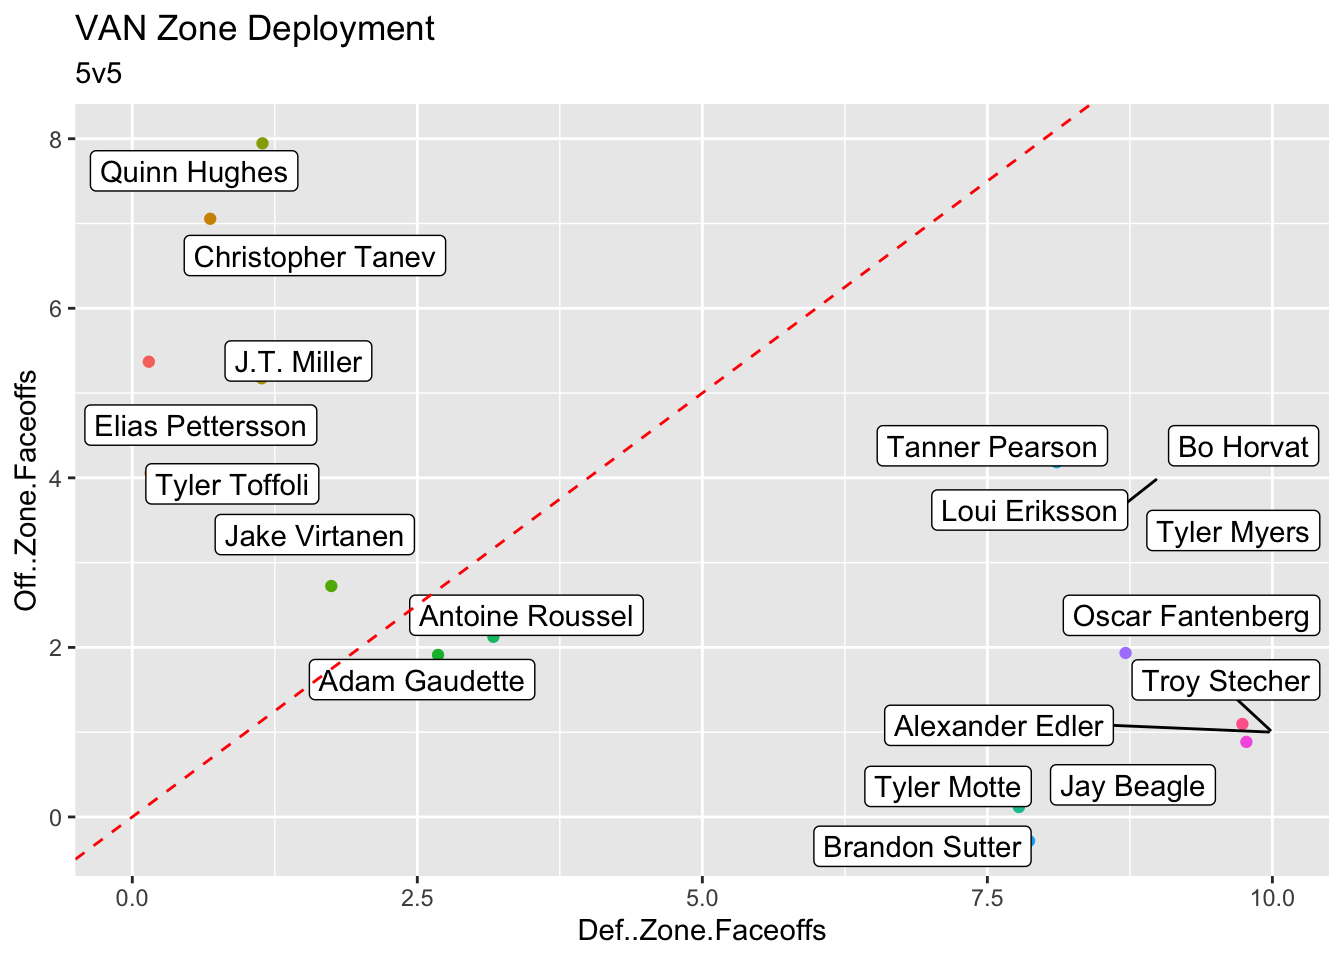 VAN Zone Deployment
5v5
Off..Zone.Faceoffs
8
6
4
2
0
Quinn Hughes
Christopher Tanev
J.T. Miller
Elias Pettersson
Tanner Pearson
Bo Horvat
Tyler Toffoli
Loui Eriksson
Jake Virtanen
Tyler Myers
Antoine Roussel
Oscar Fantenberg
Adam Gaudette
Troy Stecher
Alexander Edler
Tyler Motte
Jay Beagle
Brandon Sutter
0.0 2.5 5.0 7.5 10.0
Def..Zone.Faceoffs